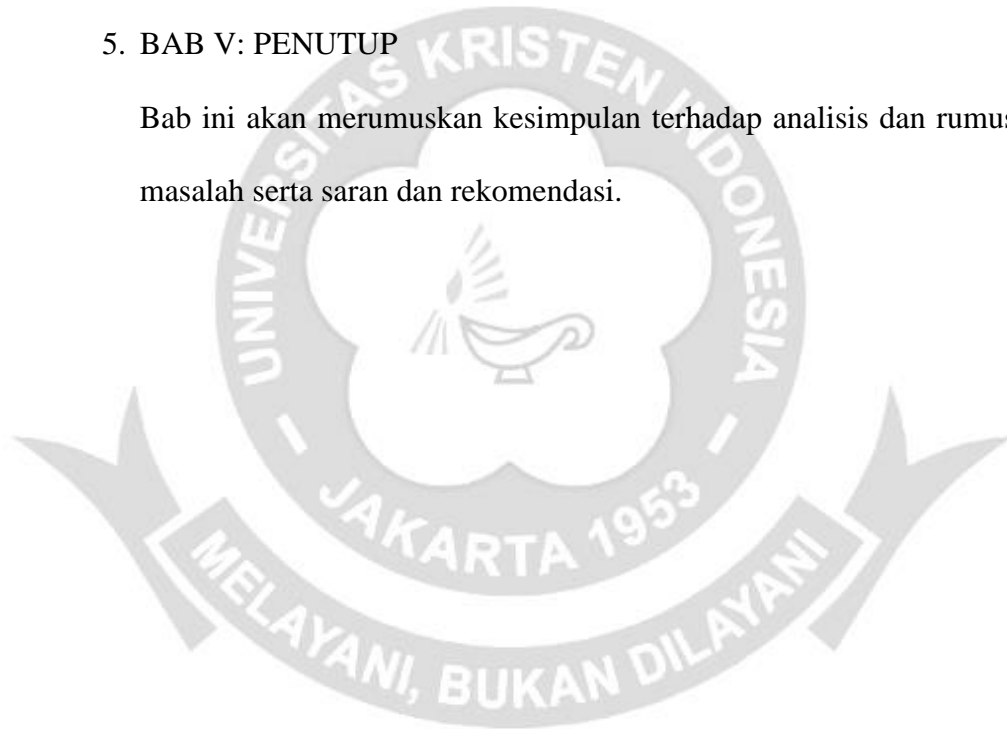 5. BAB V: PENUTUP
Bab ini akan merumuskan kesimpulan terhadap analisis dan
masalah serta saran dan rekomendasi.
UNIVERSITAS KRISTEN INDONESIA
- JAKARTA 1953 -
MELAYANI, BUKAN DILAYANI